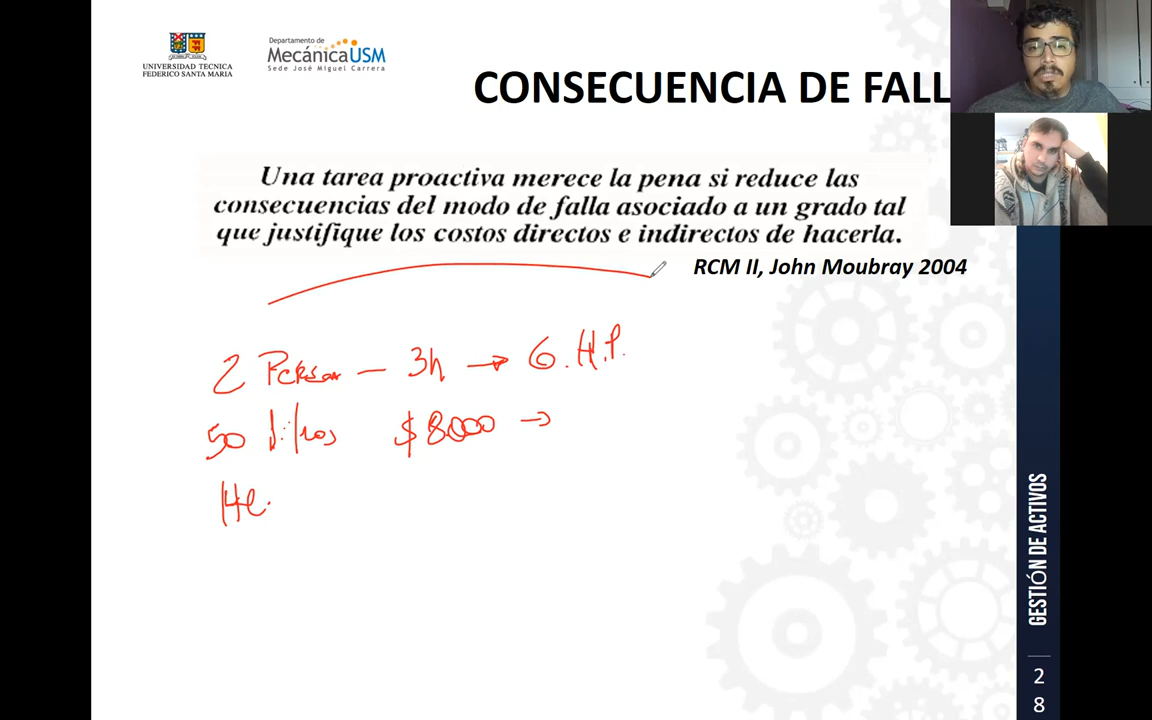 UNIVERSIDAD TECNICA
FEDERICO SANTA MARIA
Departamento de
MecánicaUSM
Sede José Miguel Carrera
CONSECUENCIA DE FALL
Una tarea proactiva merece la pena si reduce las
consecuencias del modo de falla asociado a un grado tal
que justifique los costos directos e indirectos de hacerla.
RCM II, John Moubray 2004
2 — 3h → 6.H.P.
50 litros $8000 →
GESTIÓN DE ACTIVOS
2
8